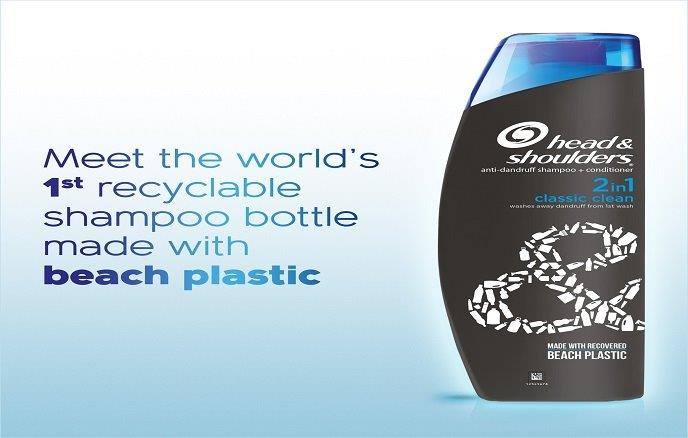 Meet the world's
1st recyclable
shampoo bottle
made with
beach plastic
head &
shoulders
anti-dandruff shampoo + conditioner
2in1
classic clean
washes away dandruff from 1st wash
&
MADE WITH RECOVERED
BEACH PLASTIC